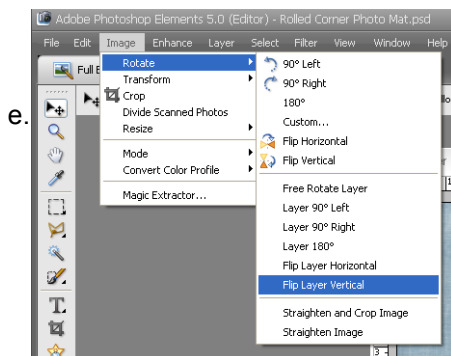 Adobe Photoshop Elements 5.0 (Editor) - Rolled Corner Photo Mat.psd
File Edit Image Enhance Layer Select Filter View Window Help
Full E
e.
Rotate
Transform
Crop
Divide Scanned Photos
Resize
Mode
Convert Color Profile
Magic Extractor...
90° Left
90° Right
180°
Custom...
Flip Horizontal
Flip Vertical
Free Rotate Layer
Layer 90° Left
Layer 90° Right
Layer 180°
Flip Layer Horizontal
Flip Layer Vertical
Straighten and Crop Image
Straighten Image
T
3